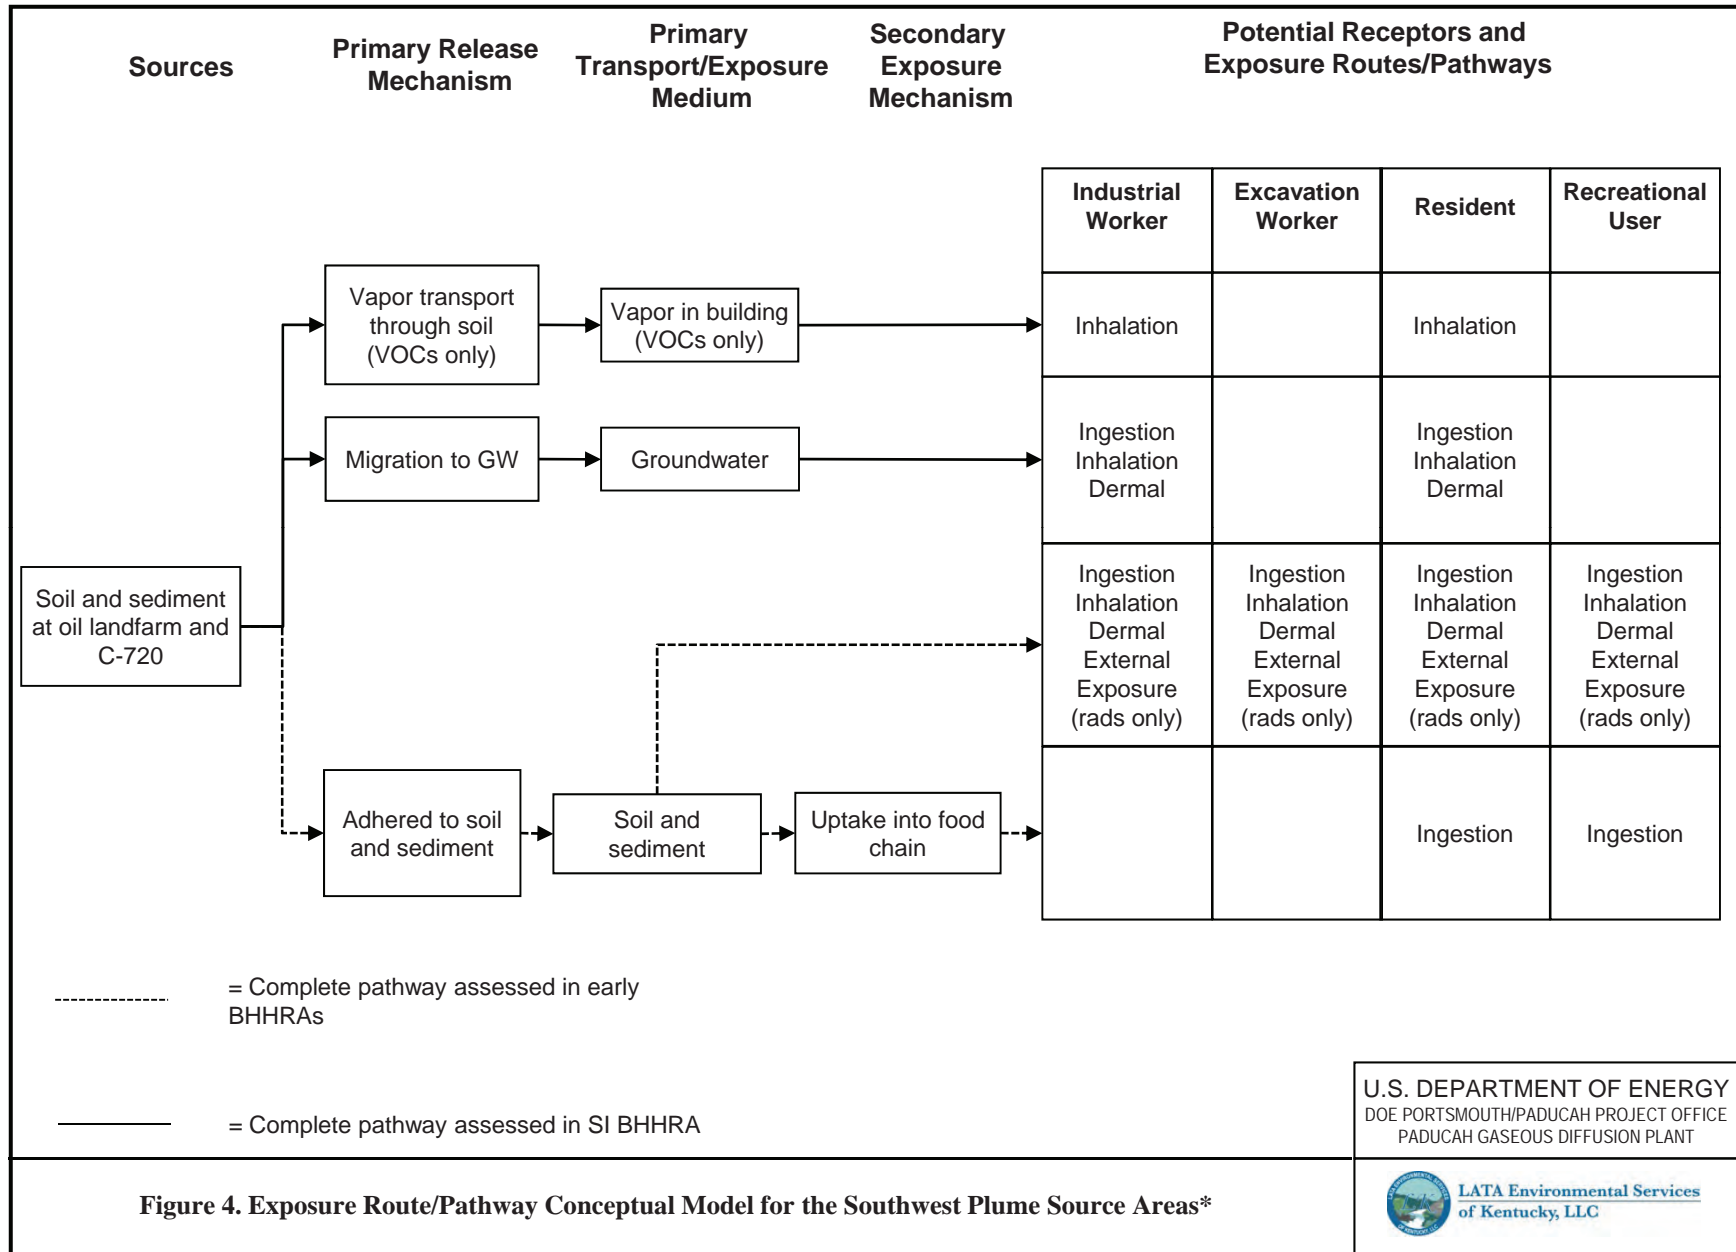 Sources
Primary Release
Mechanism
Primary
Transport/Exposure
Medium
Secondary
Exposure
Mechanism
Potential Receptors and
Exposure Routes/Pathways
Industrial
Worker
Excavation
Worker
Resident
Recreational
User
Vapor transport
through soil
(VOCs only)
Vapor in building
(VOCs only)
Inhalation
Inhalation
Migration to GW
Groundwater
Ingestion
Inhalation
Dermal
Ingestion
Inhalation
Dermal
Soil and sediment
at oil landfarm and
C-720
Ingestion
Inhalation
Dermal
External
Exposure
(rads only)
Ingestion
Inhalation
Dermal
External
Exposure
(rads only)
Ingestion
Inhalation
Dermal
External
Exposure
(rads only)
Ingestion
Inhalation
Dermal
External
Exposure
(rads only)
Adhered to soil
and sediment
Soil and
sediment
Uptake into food
chain
Ingestion
Ingestion
= Complete pathway assessed in early
BHHRAs
= Complete pathway assessed in SI BHHRA
U.S. DEPARTMENT OF ENERGY
DOE PORTSMOUTH/PADUCAH PROJECT OFFICE
PADUCAH GASEOUS DIFFUSION PLANT
Figure 4. Exposure Route/Pathway Conceptual Model for the Southwest Plume Source Areas*
LATA ENVIRONMENTAL SERVICES
OF KENTUCKY, LLC
LATA Environmental Services
of Kentucky, LLC